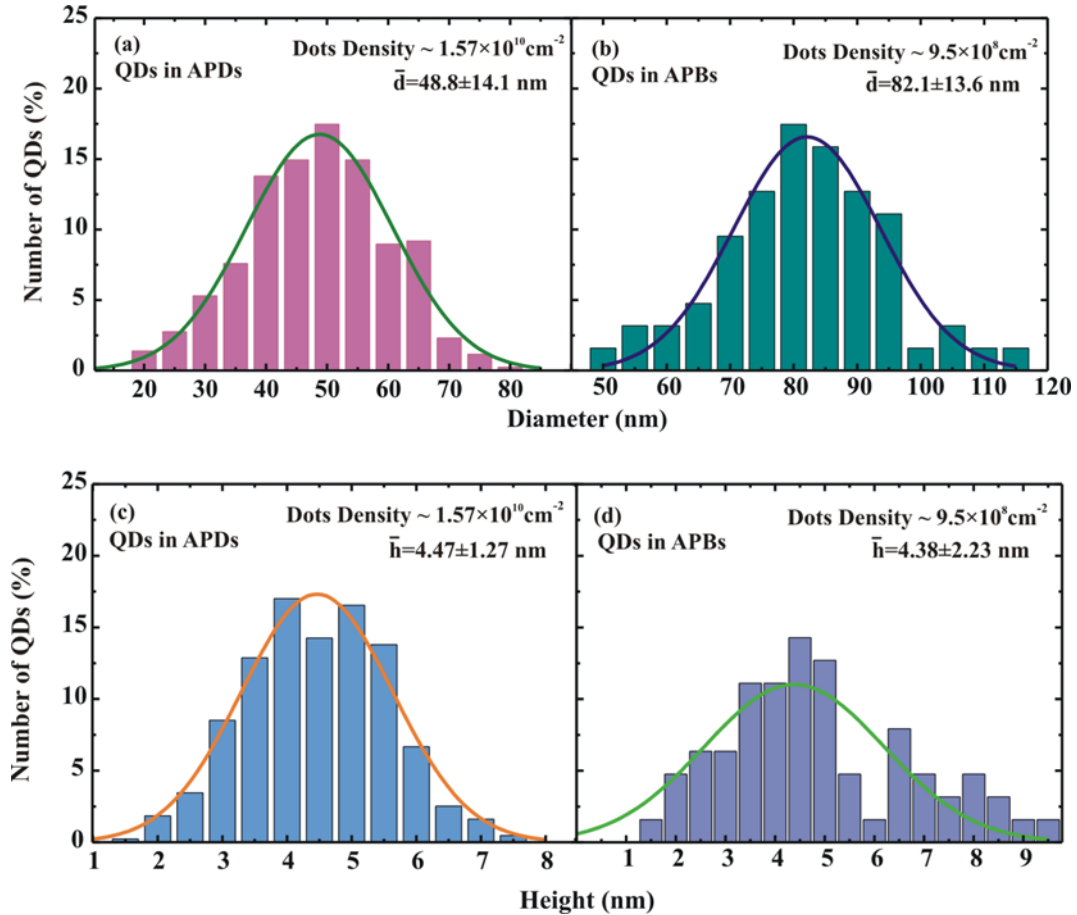 (a)
Dots Density ~ 1.57×10¹⁰cm⁻²
QDs in APDs
d̄=48.8±14.1 nm
(b)
Dots Density ~ 9.5×10⁸cm⁻²
QDs in APBs
d̄=82.1±13.6 nm
Number of QDs (%)
25
20
15
10
5
0
20 30 40 50 60 70 80
50 60 70 80 90 100 110 120
Diameter (nm)
(c)
Dots Density ~ 1.57×10¹⁰cm⁻²
QDs in APDs
h̄=4.47±1.27 nm
(d)
Dots Density ~ 9.5×10⁸cm⁻²
QDs in APBs
h̄=4.38±2.23 nm
Number of QDs (%)
25
20
15
10
5
0
1 2 3 4 5 6 7 8
1 2 3 4 5 6 7 8 9
Height (nm)